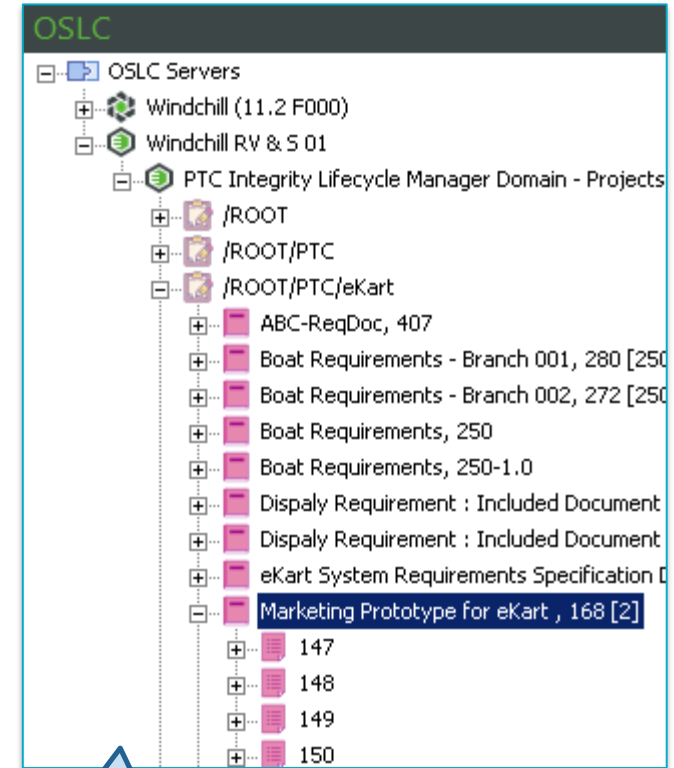 OSLC
OSLC Servers
Windchill (11.2 F000)
Windchill RV & S 01
PTC Integrity Lifecycle Manager Domain - Projects
/ROOT
/ROOT/PTC
/ROOT/PTC/eKart
ABC-ReqDoc, 407
Boat Requirements - Branch 001, 280 [250
Boat Requirements - Branch 002, 272 [250
Boat Requirements, 250
Boat Requirements, 250-1.0
Dispaly Requirement : Included Document
Dispaly Requirement : Included Document
eKart System Requirements Specification D
Marketing Prototype for eKart , 168 [2]
147
148
149
150